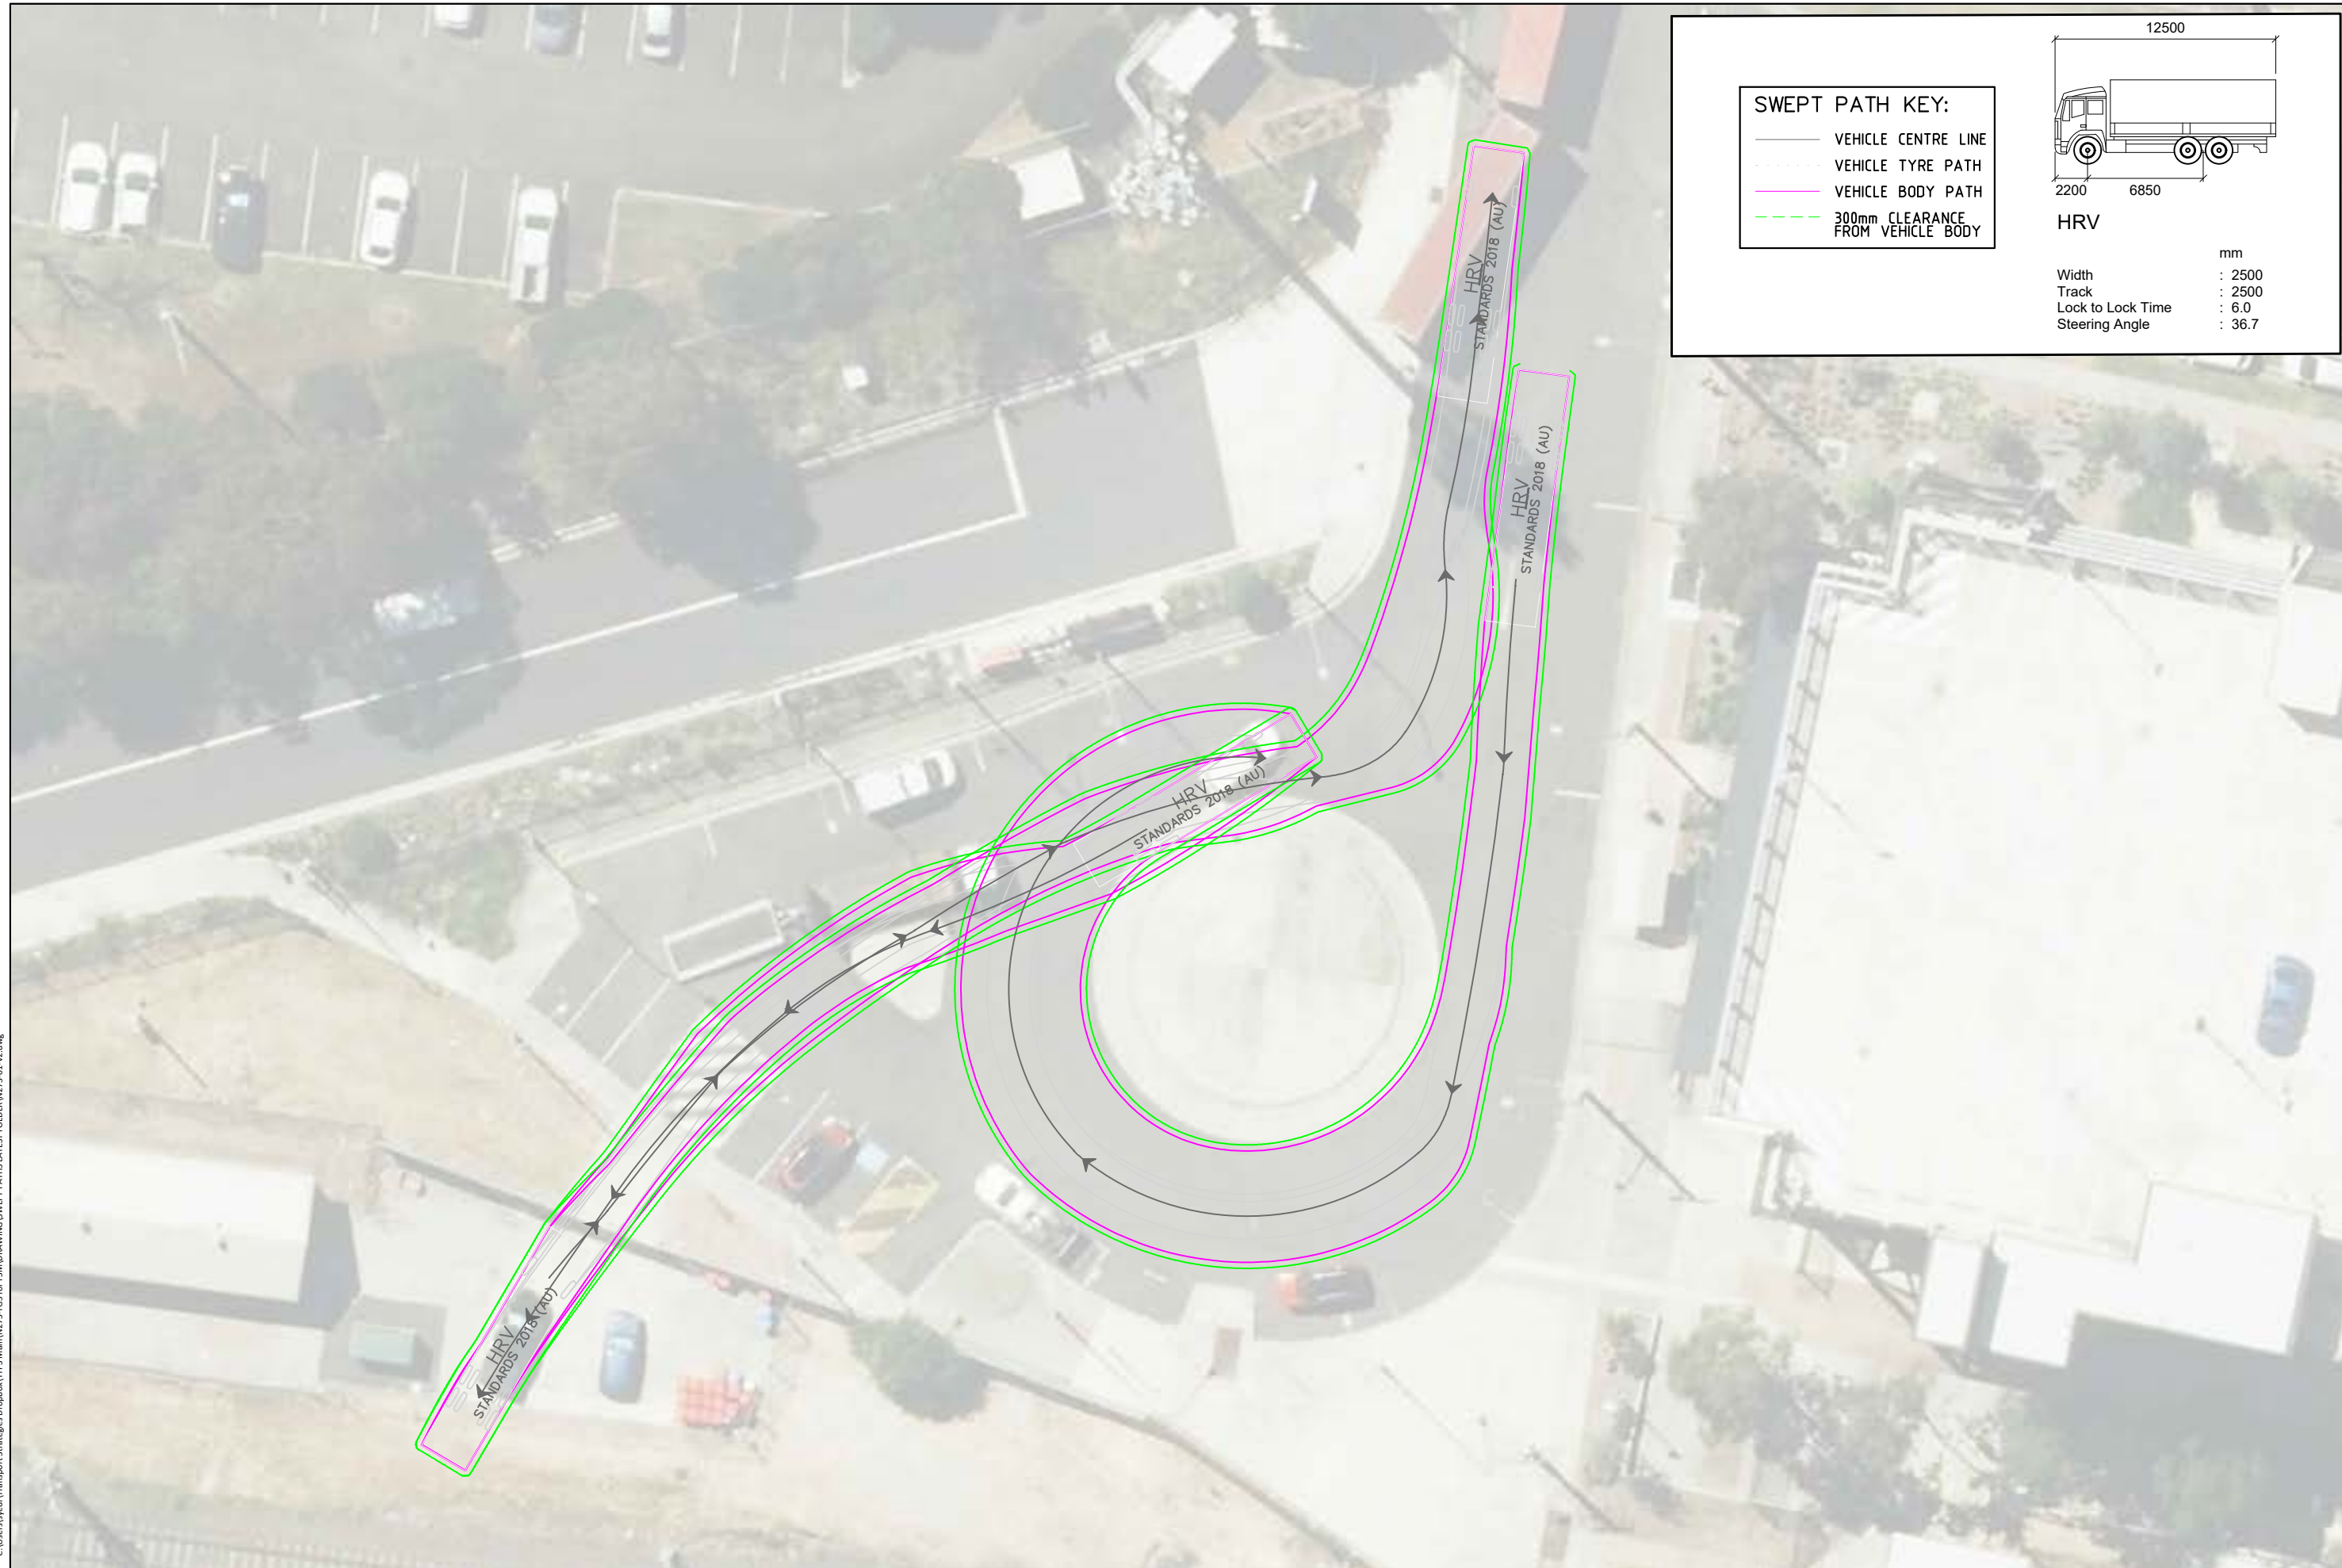 12500
SWEPT PATH KEY:
VEHICLE CENTRE LINE
VEHICLE TYRE PATH
VEHICLE BODY PATH
300mm CLEARANCE
FROM VEHICLE BODY
2200
6850
HRV
mm
Width : 2500
Track : 2500
Lock to Lock Time : 6.0
Steering Angle : 36.7
HRV
STANDARDS 2018 (AU)
HRV
STANDARDS 2018 (AU)
HRV
STANDARDS 2018 (AU)
HRV
STANDARDS 2018 (AU)